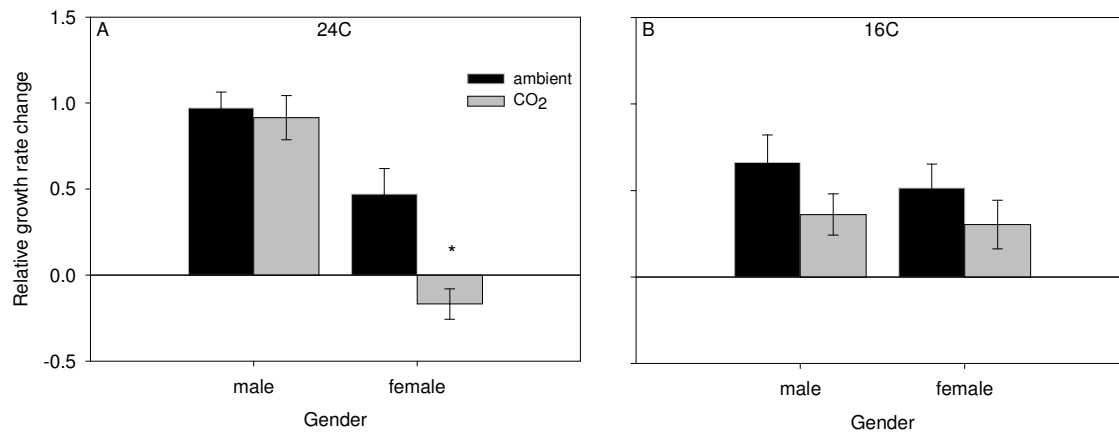 A
24C
B
16C
Relative growth rate change
1.5
1.0
0.5
0.0
-0.5
ambient
CO2
*
male
female
Gender
male
female
Gender